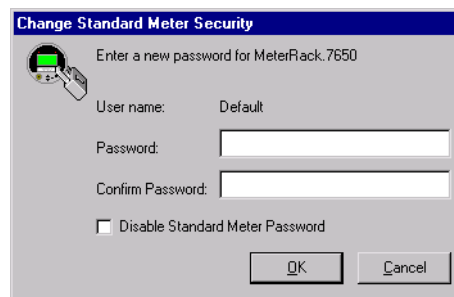 Change Standard Meter Security
Enter a new password for MeterRack.7650
User name: Default
Password:
Confirm Password:
Disable Standard Meter Password
OK Cancel